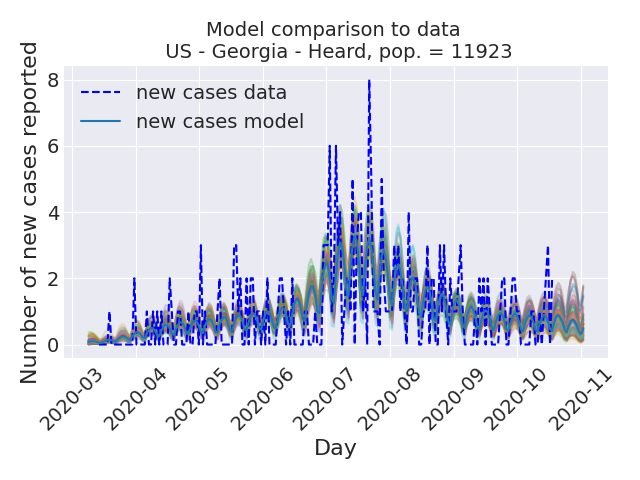 Model comparison to data
US - Georgia - Heard, pop. = 11923
Number of new cases reported
8
6
4
2
0
new cases data
new cases model
2020-03
2020-04
2020-05
2020-06
2020-07
2020-08
2020-09
2020-10
2020-11
Day